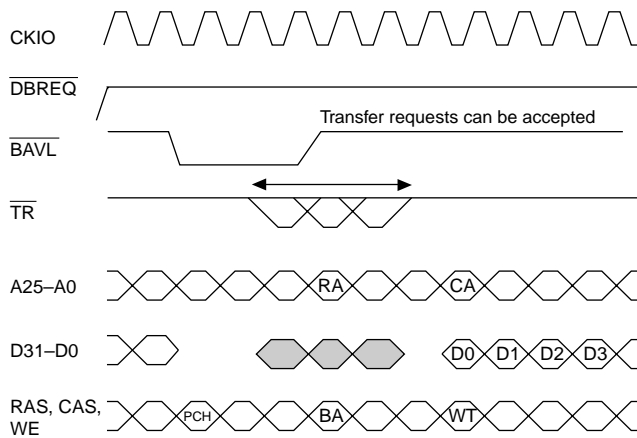 CKIO
DBREQ
Transfer requests can be accepted
BAVL
TR
A25–A0 RA CA
D31–D0 D0 D1 D2 D3
RAS, CAS,
WE PCH BA WT